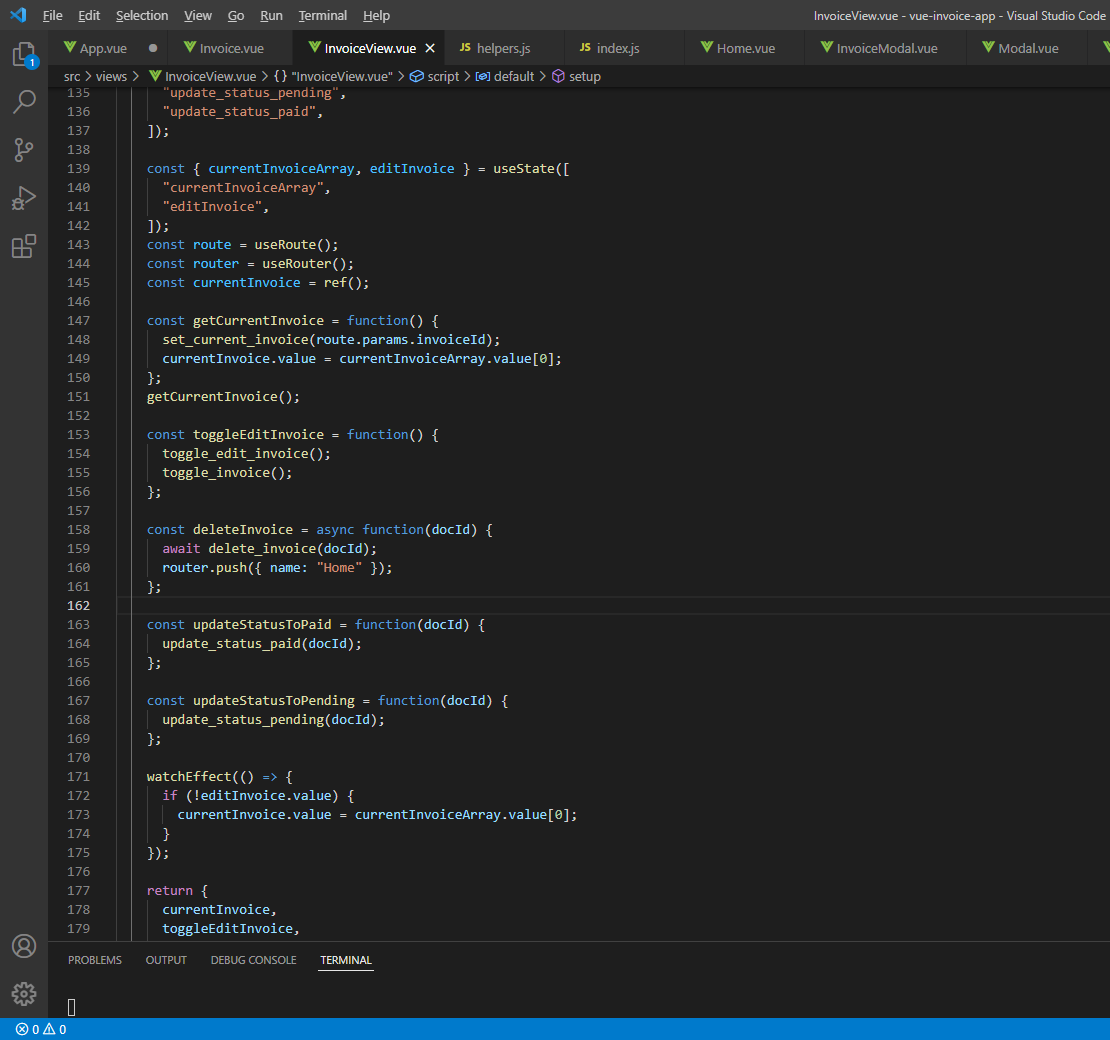 File Edit Selection View Go Run Terminal Help InvoiceView.vue - vue-invoice-app - Visual Studio Code
App.vue Invoice.vue InvoiceView.vue JS helpers.js JS index.js Home.vue InvoiceModal.vue Modal.vue
1
src > views > InvoiceView.vue > {} "InvoiceView.vue" > script > default > setup
135 "update_status_pending",
136 "update_status_paid",
137 ]);
138
139 const { currentInvoiceArray, editInvoice } = useState([
140 "currentInvoiceArray",
141 "editInvoice",
142 ]);
143 const route = useRoute();
144 const router = useRouter();
145 const currentInvoice = ref();
146
147 const getCurrentInvoice = function() {
148 set_current_invoice(route.params.invoiceId);
149 currentInvoice.value = currentInvoiceArray.value[0];
150 };
151 getCurrentInvoice();
152
153 const toggleEditInvoice = function() {
154 toggle_edit_invoice();
155 toggle_invoice();
156 };
157
158 const deleteInvoice = async function(docId) {
159 await delete_invoice(docId);
160 router.push({ name: "Home" });
161 };
162
163 const updateStatusToPaid = function(docId) {
164 update_status_paid(docId);
165 };
166
167 const updateStatusToPending = function(docId) {
168 update_status_pending(docId);
169 };
170
171 watchEffect(() => {
172 if (!editInvoice.value) {
173 currentInvoice.value = currentInvoiceArray.value[0];
174 }
175 });
176
177 return {
178 currentInvoice,
179 toggleEditInvoice,
PROBLEMS OUTPUT DEBUG CONSOLE TERMINAL
0 0